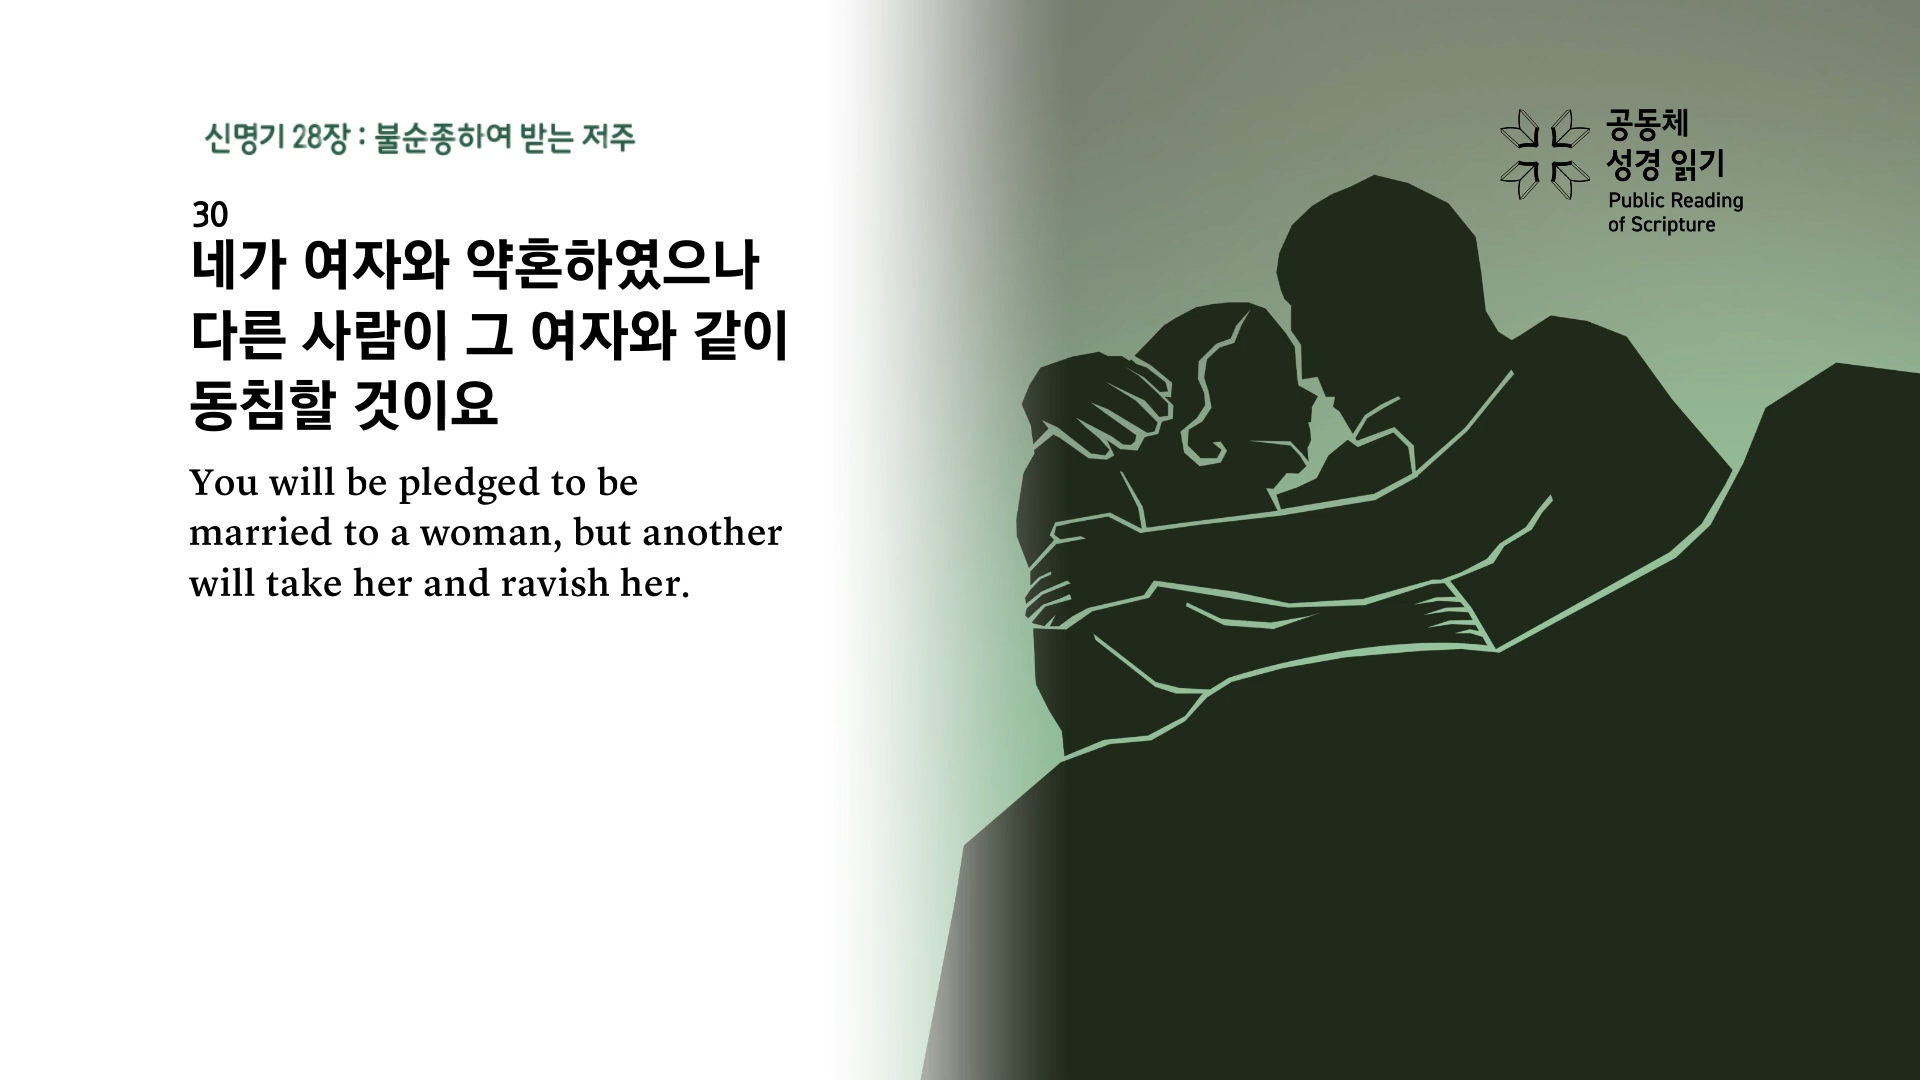 신명기 28장 : 불순종하여 받는 저주
30
네가 여자와 약혼하였으나
다른 사람이 그 여자와 같이
동침할 것이요
You will be pledged to be
married to a woman, but another
will take her and ravish her.
공동체
성경 읽기
Public Reading
of Scripture